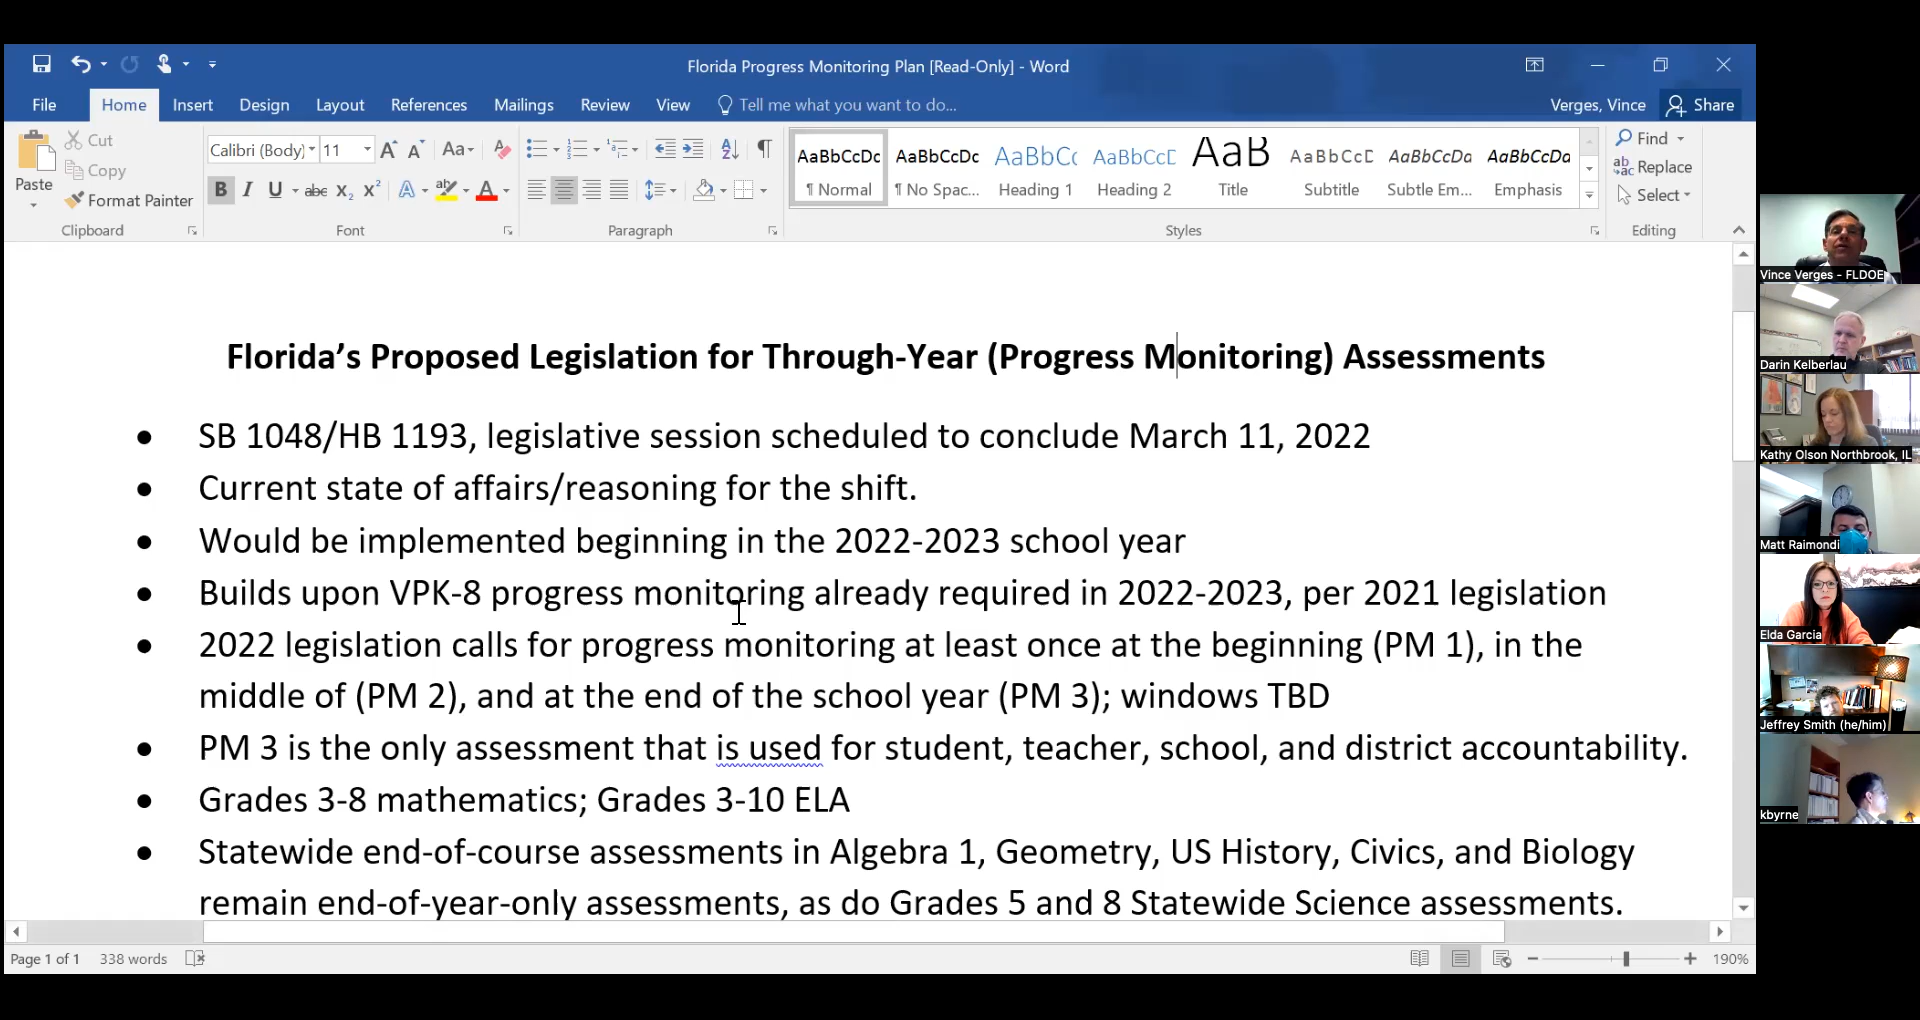 Florida Progress Monitoring Plan [Read-Only] - Word
File Home Insert Design Layout References Mailings Review View Tell me what you want to do... Verges, Vince Share
Paste
Cut
Copy
Format Painter
Clipboard
Calibri (Body) 11 Aa
B I U abc X₂ X² A ab A
Font
Paragraph
AaBbCcDc AaBbCcDc AaBbCc AaBbCcD AaB AaBbCcD AaBbCcDa AaBbCcDa
¶ Normal ¶ No Spac... Heading 1 Heading 2 Title Subtitle Subtle Em... Emphasis
Styles
Find
Replace
Select
Editing
Florida’s Proposed Legislation for Through-Year (Progress Monitoring) Assessments
● SB 1048/HB 1193, legislative session scheduled to conclude March 11, 2022
● Current state of affairs/reasoning for the shift.
● Would be implemented beginning in the 2022-2023 school year
● Builds upon VPK-8 progress monitoring already required in 2022-2023, per 2021 legislation
● 2022 legislation calls for progress monitoring at least once at the beginning (PM 1), in the
middle of (PM 2), and at the end of the school year (PM 3); windows TBD
● PM 3 is the only assessment that is used for student, teacher, school, and district accountability.
● Grades 3-8 mathematics; Grades 3-10 ELA
● Statewide end-of-course assessments in Algebra 1, Geometry, US History, Civics, and Biology
remain end-of-year-only assessments, as do Grades 5 and 8 Statewide Science assessments.
Page 1 of 1 338 words 190%
Vince Verges - FLDOE
Darin Kelberlau
Kathy Olson Northbrook, IL
Matt Raimondi
Elda Garcia
Jeffrey Smith (he/him)
kbyrne